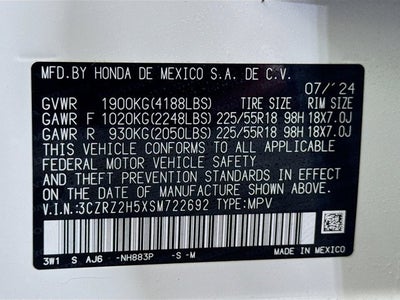 MFD.BY HONDA DE MEXICO S.A. DE C.V.
07/'24
GVWR 1900KG(4188LBS) TIRE SIZE RIM SIZE
GAWR F 1020KG(2248LBS) 225/55R18 98H 18X7.0J
GAWR R 930KG(2050LBS) 225/55R18 98H 18X7.0J
THIS VEHICLE CONFORMS TO ALL APPLICABLE
FEDERAL MOTOR VEHICLE SAFETY
AND THEFT PREVENTION STANDARDS IN EFFECT ON
THE DATE OF MANUFACTURE SHOWN ABOVE.
V.I.N.:3CZRZ2H5XSM722692 TYPE:MPV
3W1 S AJ6 -NH883P -S -M